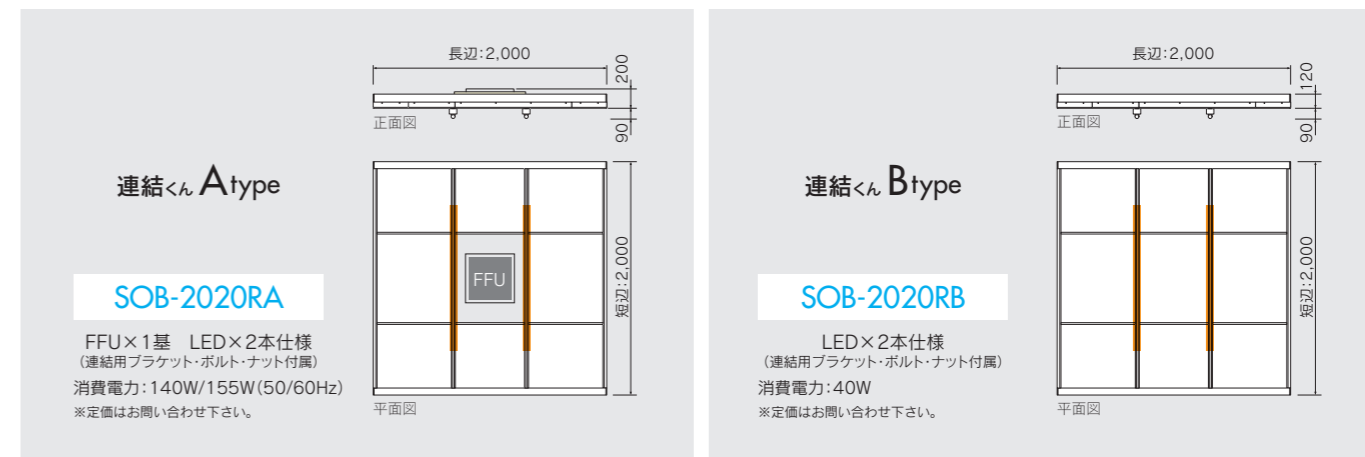 連結くん Atype
SOB-2020RA
FFU×1基　LED×2本仕様
（連結用ブラケット・ボルト・ナット付属）
消費電力：140W/155W（50/60Hz）
※定価はお問い合わせ下さい。
長辺：2,000
200
90
正面図
FFU
短辺：2,000
平面図
連結くん Btype
SOB-2020RB
LED×2本仕様
（連結用ブラケット・ボルト・ナット付属）
消費電力：40W
※定価はお問い合わせ下さい。
長辺：2,000
120
90
正面図
短辺：2,000
平面図